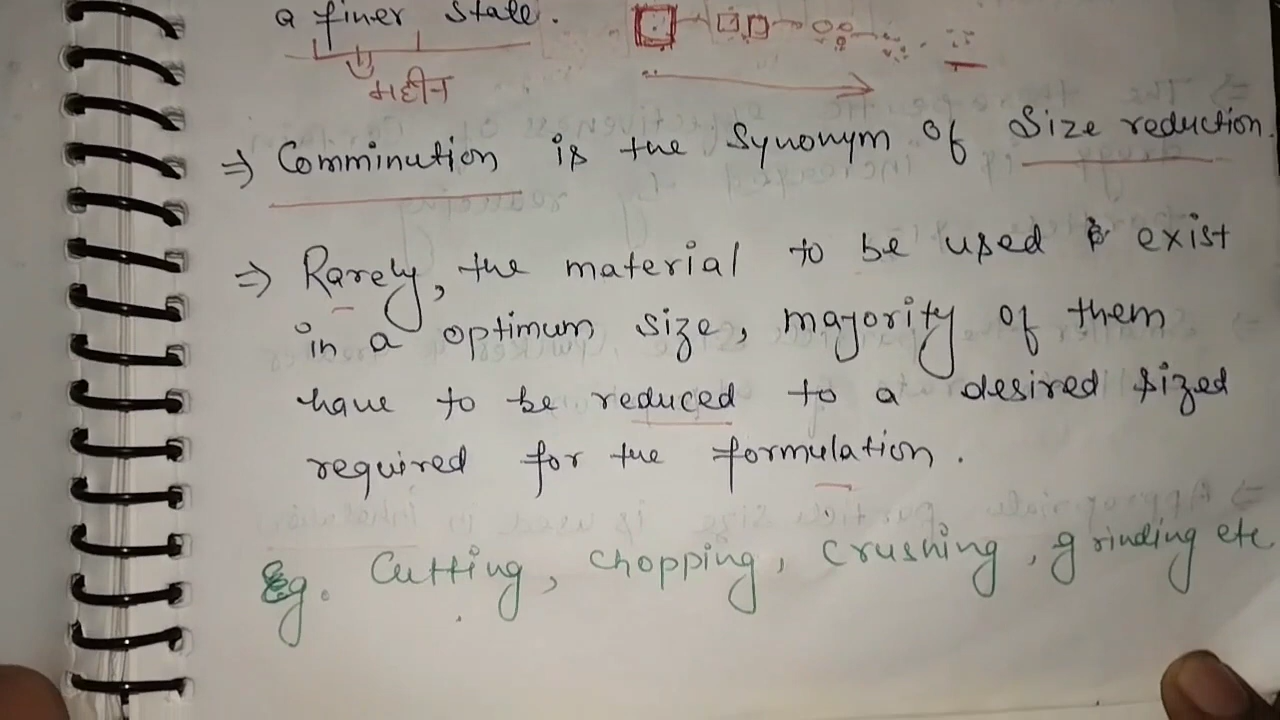 a finer State.
महीन
⇒ Comminution is the Synonym of Size reduction.
⇒ Rarely, the material to be used exist
in a optimum size, majority of them
have to be reduced to a desired sized
required for the formulation.
Eg. Cutting, chopping, crushing, grinding etc